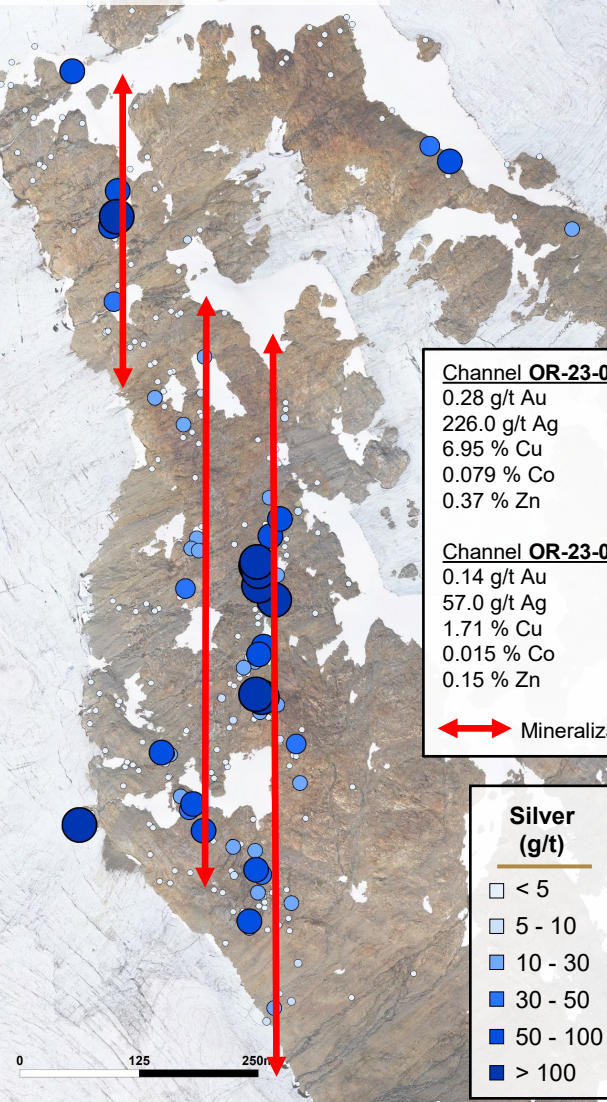 Channel OR-23-0
0.28 g/t Au
226.0 g/t Ag
6.95 % Cu
0.079 % Co
0.37 % Zn
Channel OR-23-0
0.14 g/t Au
57.0 g/t Ag
1.71 % Cu
0.015 % Co
0.15 % Zn
Mineraliza
Silver
(g/t)
< 5
5 - 10
10 - 30
30 - 50
50 - 100
> 100
0 125 250m